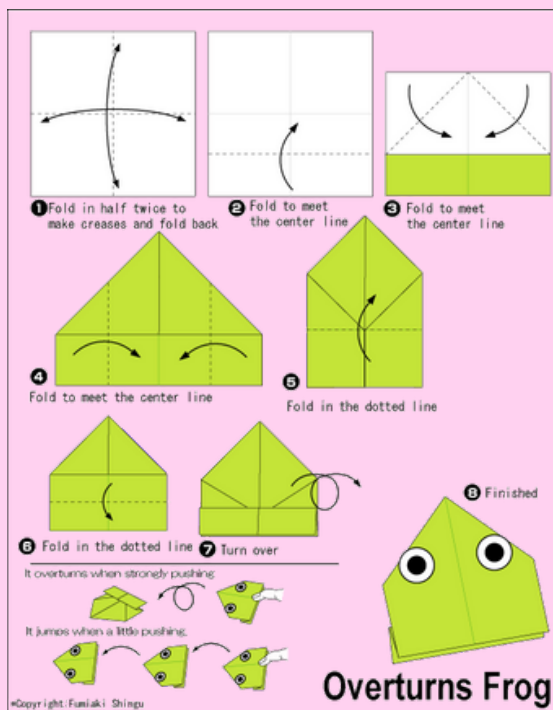 1 Fold in half twice to
make creases and fold back
2 Fold to meet
the center line
3 Fold to meet
the center line
4
Fold to meet the center line
5
Fold in the dotted line
6 Fold in the dotted line
7 Turn over
8 Finished
It overturns when strongly pushing
It jumps when a little pushing.
Overturns Frog
*Copyright:Fumiaki Shingu